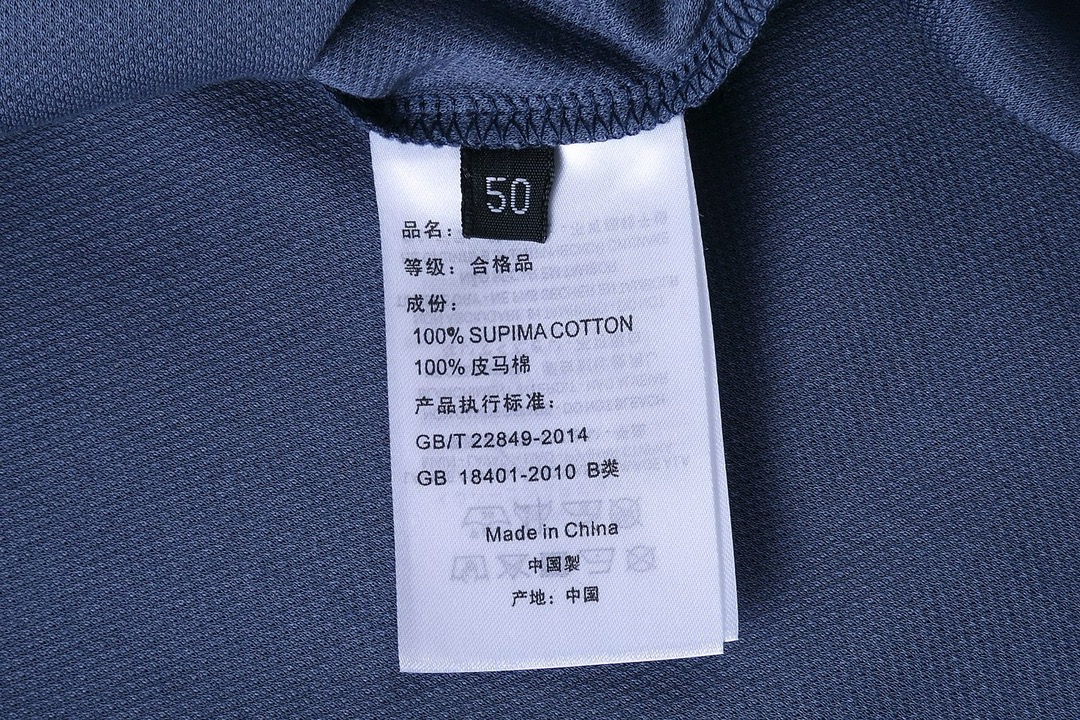 50
品名：
等级：合格品
成份：
100% SUPIMA COTTON
100% 皮马棉
产品执行标准：
GB/T 22849-2014
GB 18401-2010 B类
Made in China
中国製
产地：中国